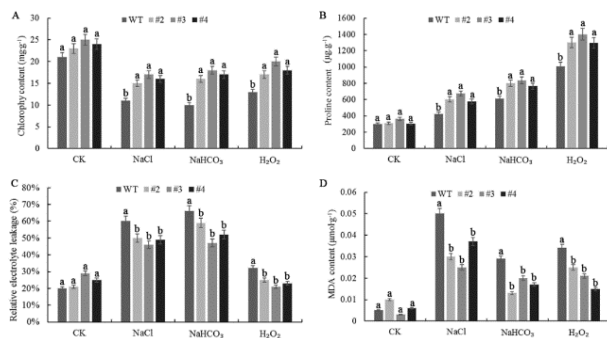 A
WT #2 #3 #4
Chlorophy content (mg·g⁻¹)
30
25
20
15
10
5
0
a a a a
b a a a
b a a a
b a a a
CK NaCl NaHCO₃ H₂O₂
B
WT #2 #3 #4
Proline content (μg.g⁻¹)
1600
1400
1200
1000
800
600
400
200
0
a a a a
b a a a
b a a a
b a a a
CK NaCl NaHCO₃ H₂O₂
C
WT #2 #3 #4
Relative electrolyte leakage (%)
80%
70%
60%
50%
40%
30%
20%
10%
0%
a a a a
a b b b
a b b b
a b b b
CK NaCl NaHCO₃ H₂O₂
D
WT #2 #3 #4
MDA content (μmol·g⁻¹)
0.06
0.05
0.04
0.03
0.02
0.01
0
a a a a
a b b b
a b b b
a b b b
CK NaCl NaHCO₃ H₂O₂